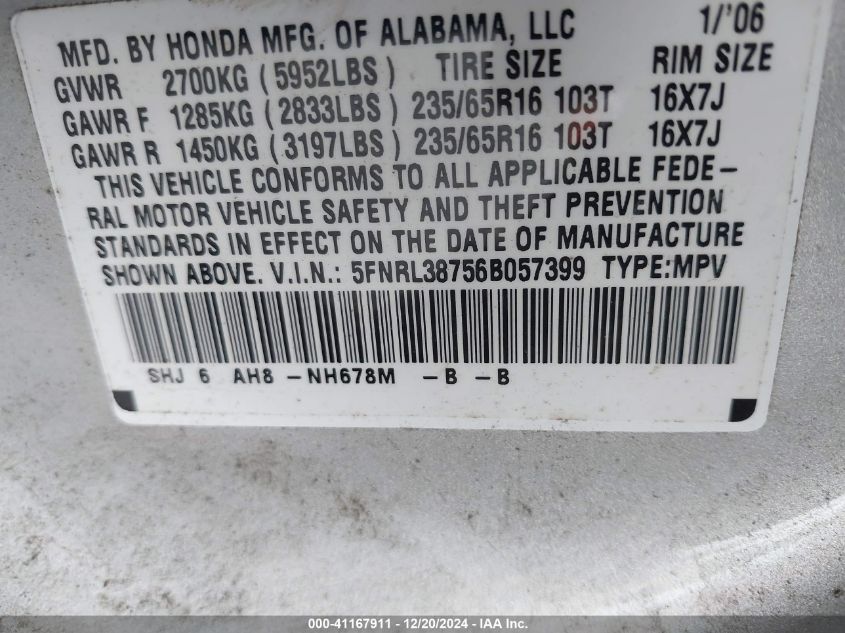 MFD. BY HONDA MFG. OF ALABAMA, LLC 1/'06
GVWR 2700KG (5952LBS) TIRE SIZE RIM SIZE
GAWR F 1285KG (2833LBS) 235/65R16 103T 16X7J
GAWR R 1450KG (3197LBS) 235/65R16 103T 16X7J
THIS VEHICLE CONFORMS TO ALL APPLICABLE FEDE-
RAL MOTOR VEHICLE SAFETY AND THEFT PREVENTION
STANDARDS IN EFFECT ON THE DATE OF MANUFACTURE
SHOWN ABOVE. V.I.N.: 5FNRL38756B057399 TYPE:MPV
SHJ 6 AH8 -NH678M -B -B
000-41167911 - 12/20/2024 - IAA Inc.